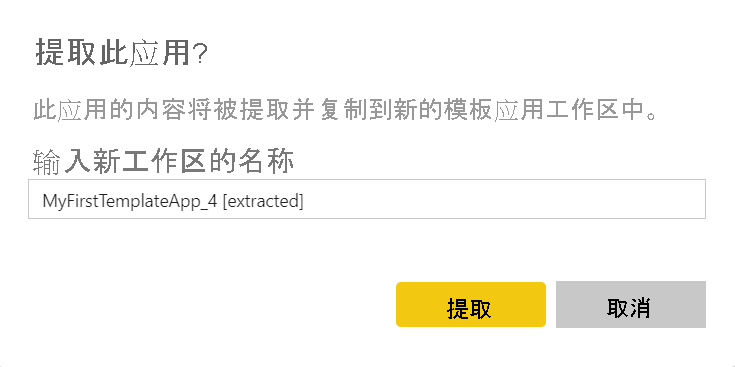 提取此应用?
此应用的内容将被提取并复制到新的模板应用工作区中。
输入新工作区的名称
MyFirstTemplateApp_4 [extracted]
提取
取消